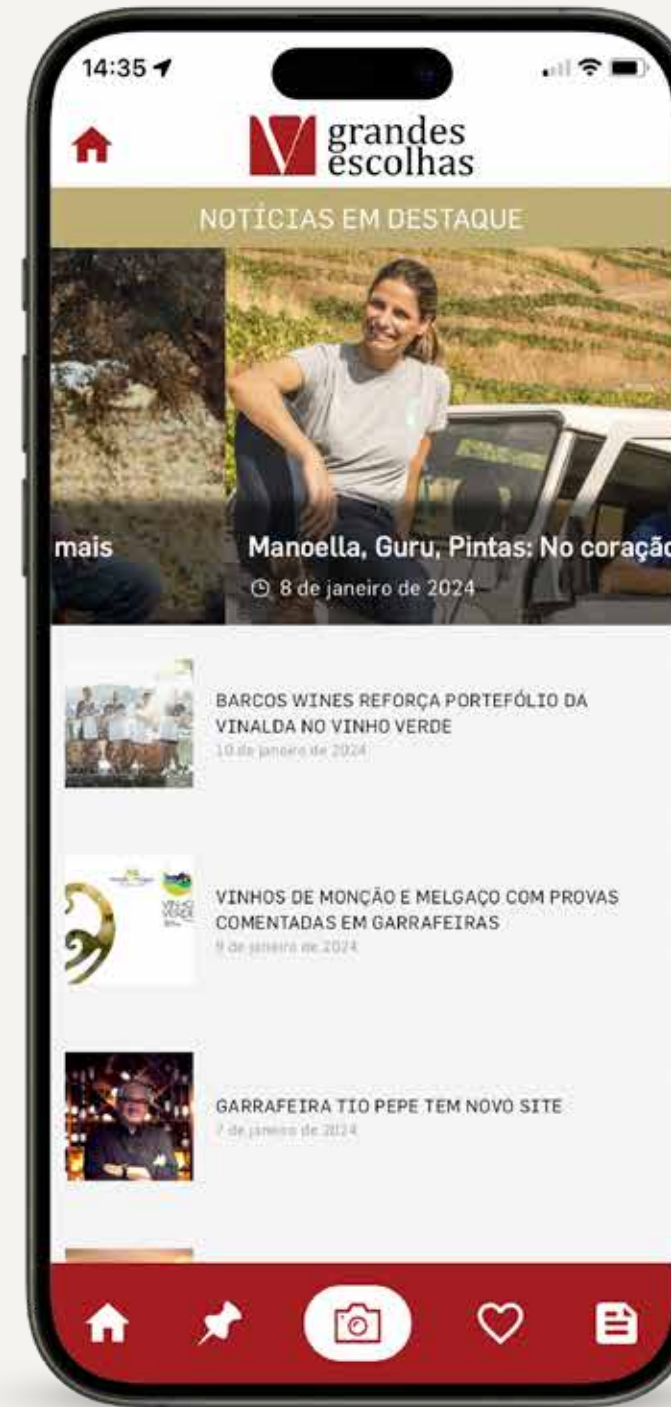 14:35
grandes
escolhas
NOTÍCIAS EM DESTAQUE
mais
Manoella, Guru, Pintas: No coração
8 de janeiro de 2024
BARCOS WINES REFORÇA PORTEFÓLIO DA
VINALDA NO VINHO VERDE
10 de janeiro de 2024
VINHOS DE MONÇÃO E MELGAÇO COM PROVAS
COMENTADAS EM GARRAFEIRAS
9 de janeiro de 2024
VINHO
VERDE
GARRAFEIRA TIO PEPE TEM NOVO SITE
7 de janeiro de 2024